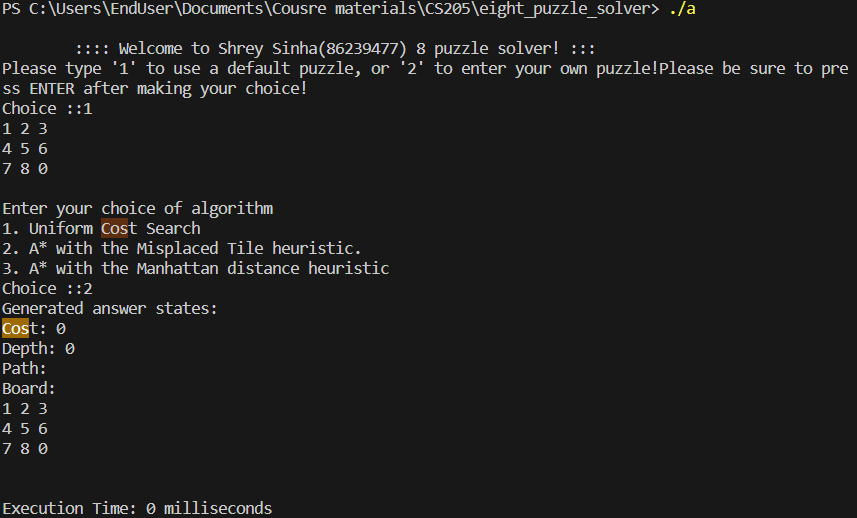 PS C:\Users\EndUser\Documents\Cousre materials\CS205\eight_puzzle_solver> ./a
:::: Welcome to Shrey Sinha(86239477) 8 puzzle solver! :::
Please type '1' to use a default puzzle, or '2' to enter your own puzzle!Please be sure to pre
ss ENTER after making your choice!
Choice ::1
1 2 3
4 5 6
7 8 0
Enter your choice of algorithm
1. Uniform Cost Search
2. A* with the Misplaced Tile heuristic.
3. A* with the Manhattan distance heuristic
Choice ::2
Generated answer states:
Cost: 0
Depth: 0
Path:
Board:
1 2 3
4 5 6
7 8 0
Execution Time: 0 milliseconds